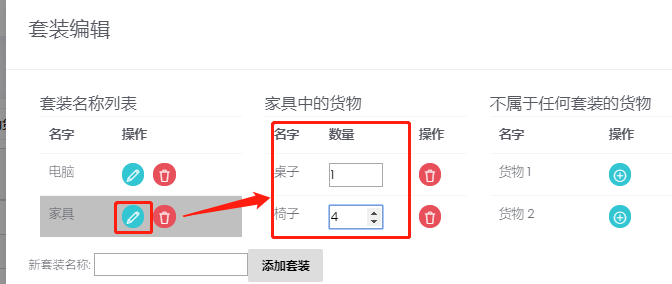 套装编辑
套装名称列表
名字 操作
电脑
家具
新套装名称: 添加套装
家具中的货物
名字 数量 操作
桌子 1
椅子 4
不属于任何套装的货物
名字 操作
货物 1
货物 2